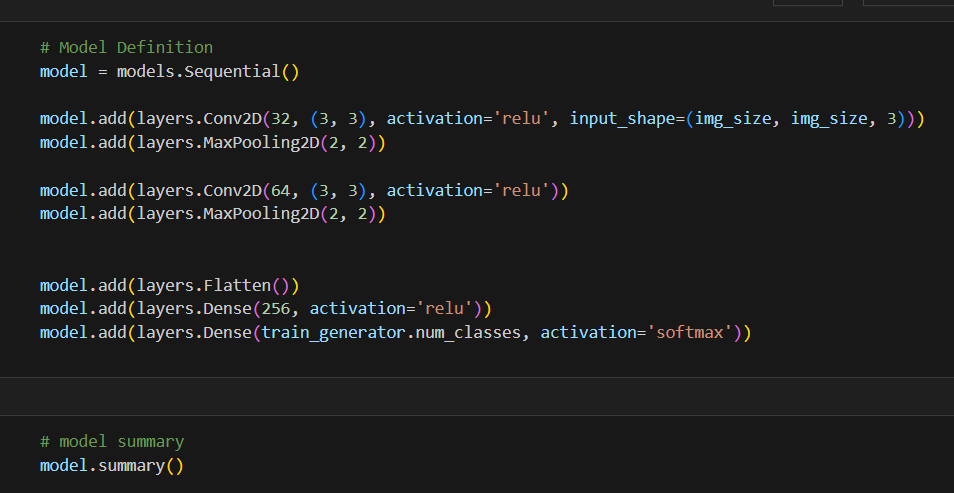 # Model Definition
model = models.Sequential()
model.add(layers.Conv2D(32, (3, 3), activation='relu', input_shape=(img_size, img_size, 3)))
model.add(layers.MaxPooling2D(2, 2))
model.add(layers.Conv2D(64, (3, 3), activation='relu'))
model.add(layers.MaxPooling2D(2, 2))
model.add(layers.Flatten())
model.add(layers.Dense(256, activation='relu'))
model.add(layers.Dense(train_generator.num_classes, activation='softmax'))
# model summary
model.summary()